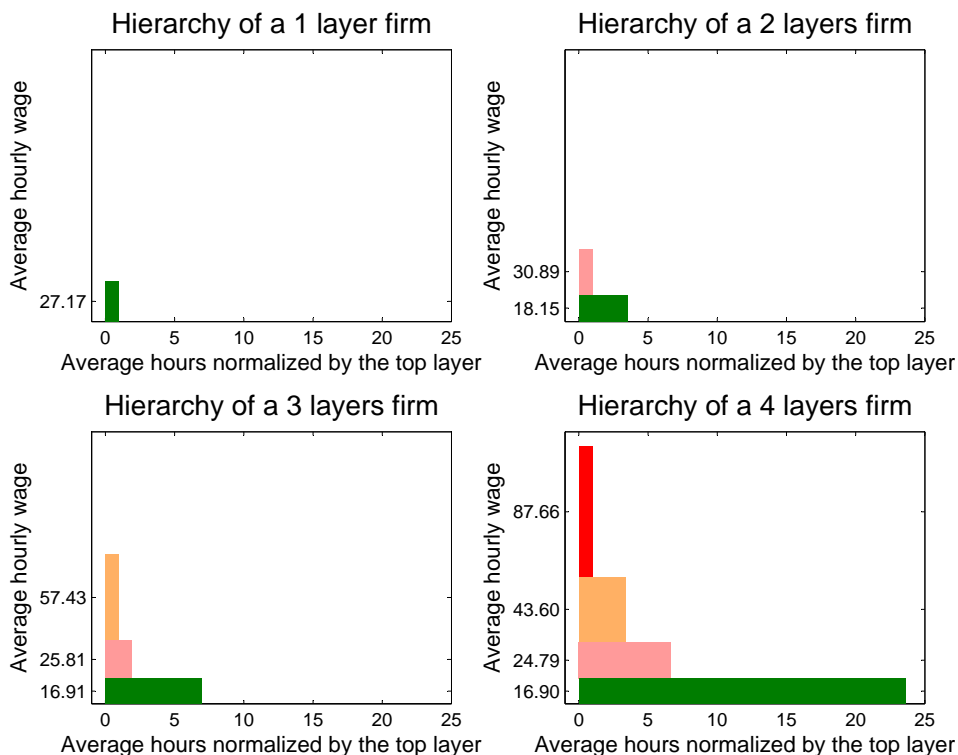 Hierarchy of a 1 layer firm
Average hourly wage
27.17
0 5 10 15 20 25
Average hours normalized by the top layer
Hierarchy of a 2 layers firm
Average hourly wage
30.89
18.15
0 5 10 15 20 25
Average hours normalized by the top layer
Hierarchy of a 3 layers firm
Average hourly wage
57.43
25.81
16.91
0 5 10 15 20 25
Average hours normalized by the top layer
Hierarchy of a 4 layers firm
Average hourly wage
87.66
43.60
24.79
16.90
0 5 10 15 20 25
Average hours normalized by the top layer